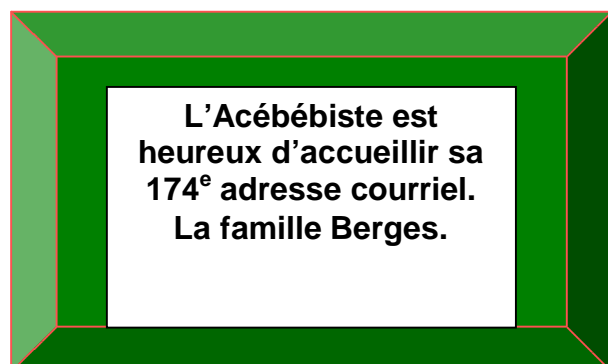 L’Acébébiste est
heureux d’accueillir sa
174e adresse courriel.
La famille Berges.